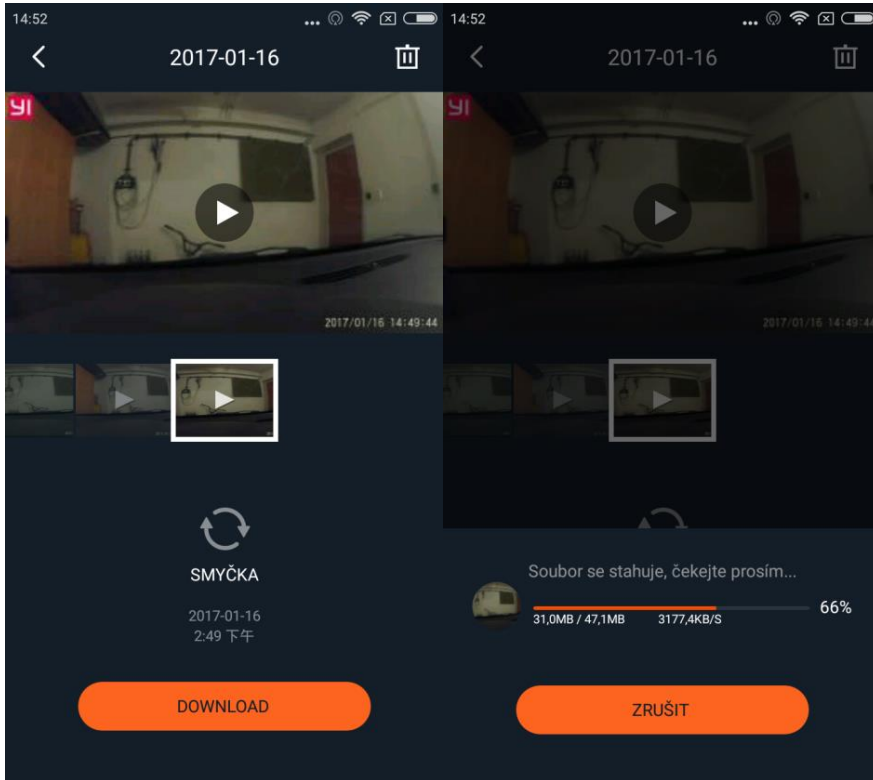 14:52
2017-01-16
YI
2017/01/16 14:49:44
SMYČKA
2017-01-16
2:49 下午
DOWNLOAD
14:52
2017-01-16
YI
2017/01/16 14:49:44
Soubor se stahuje, čekejte prosím...
66%
31,0MB / 47,1MB 3177,4KB/S
ZRUŠIT